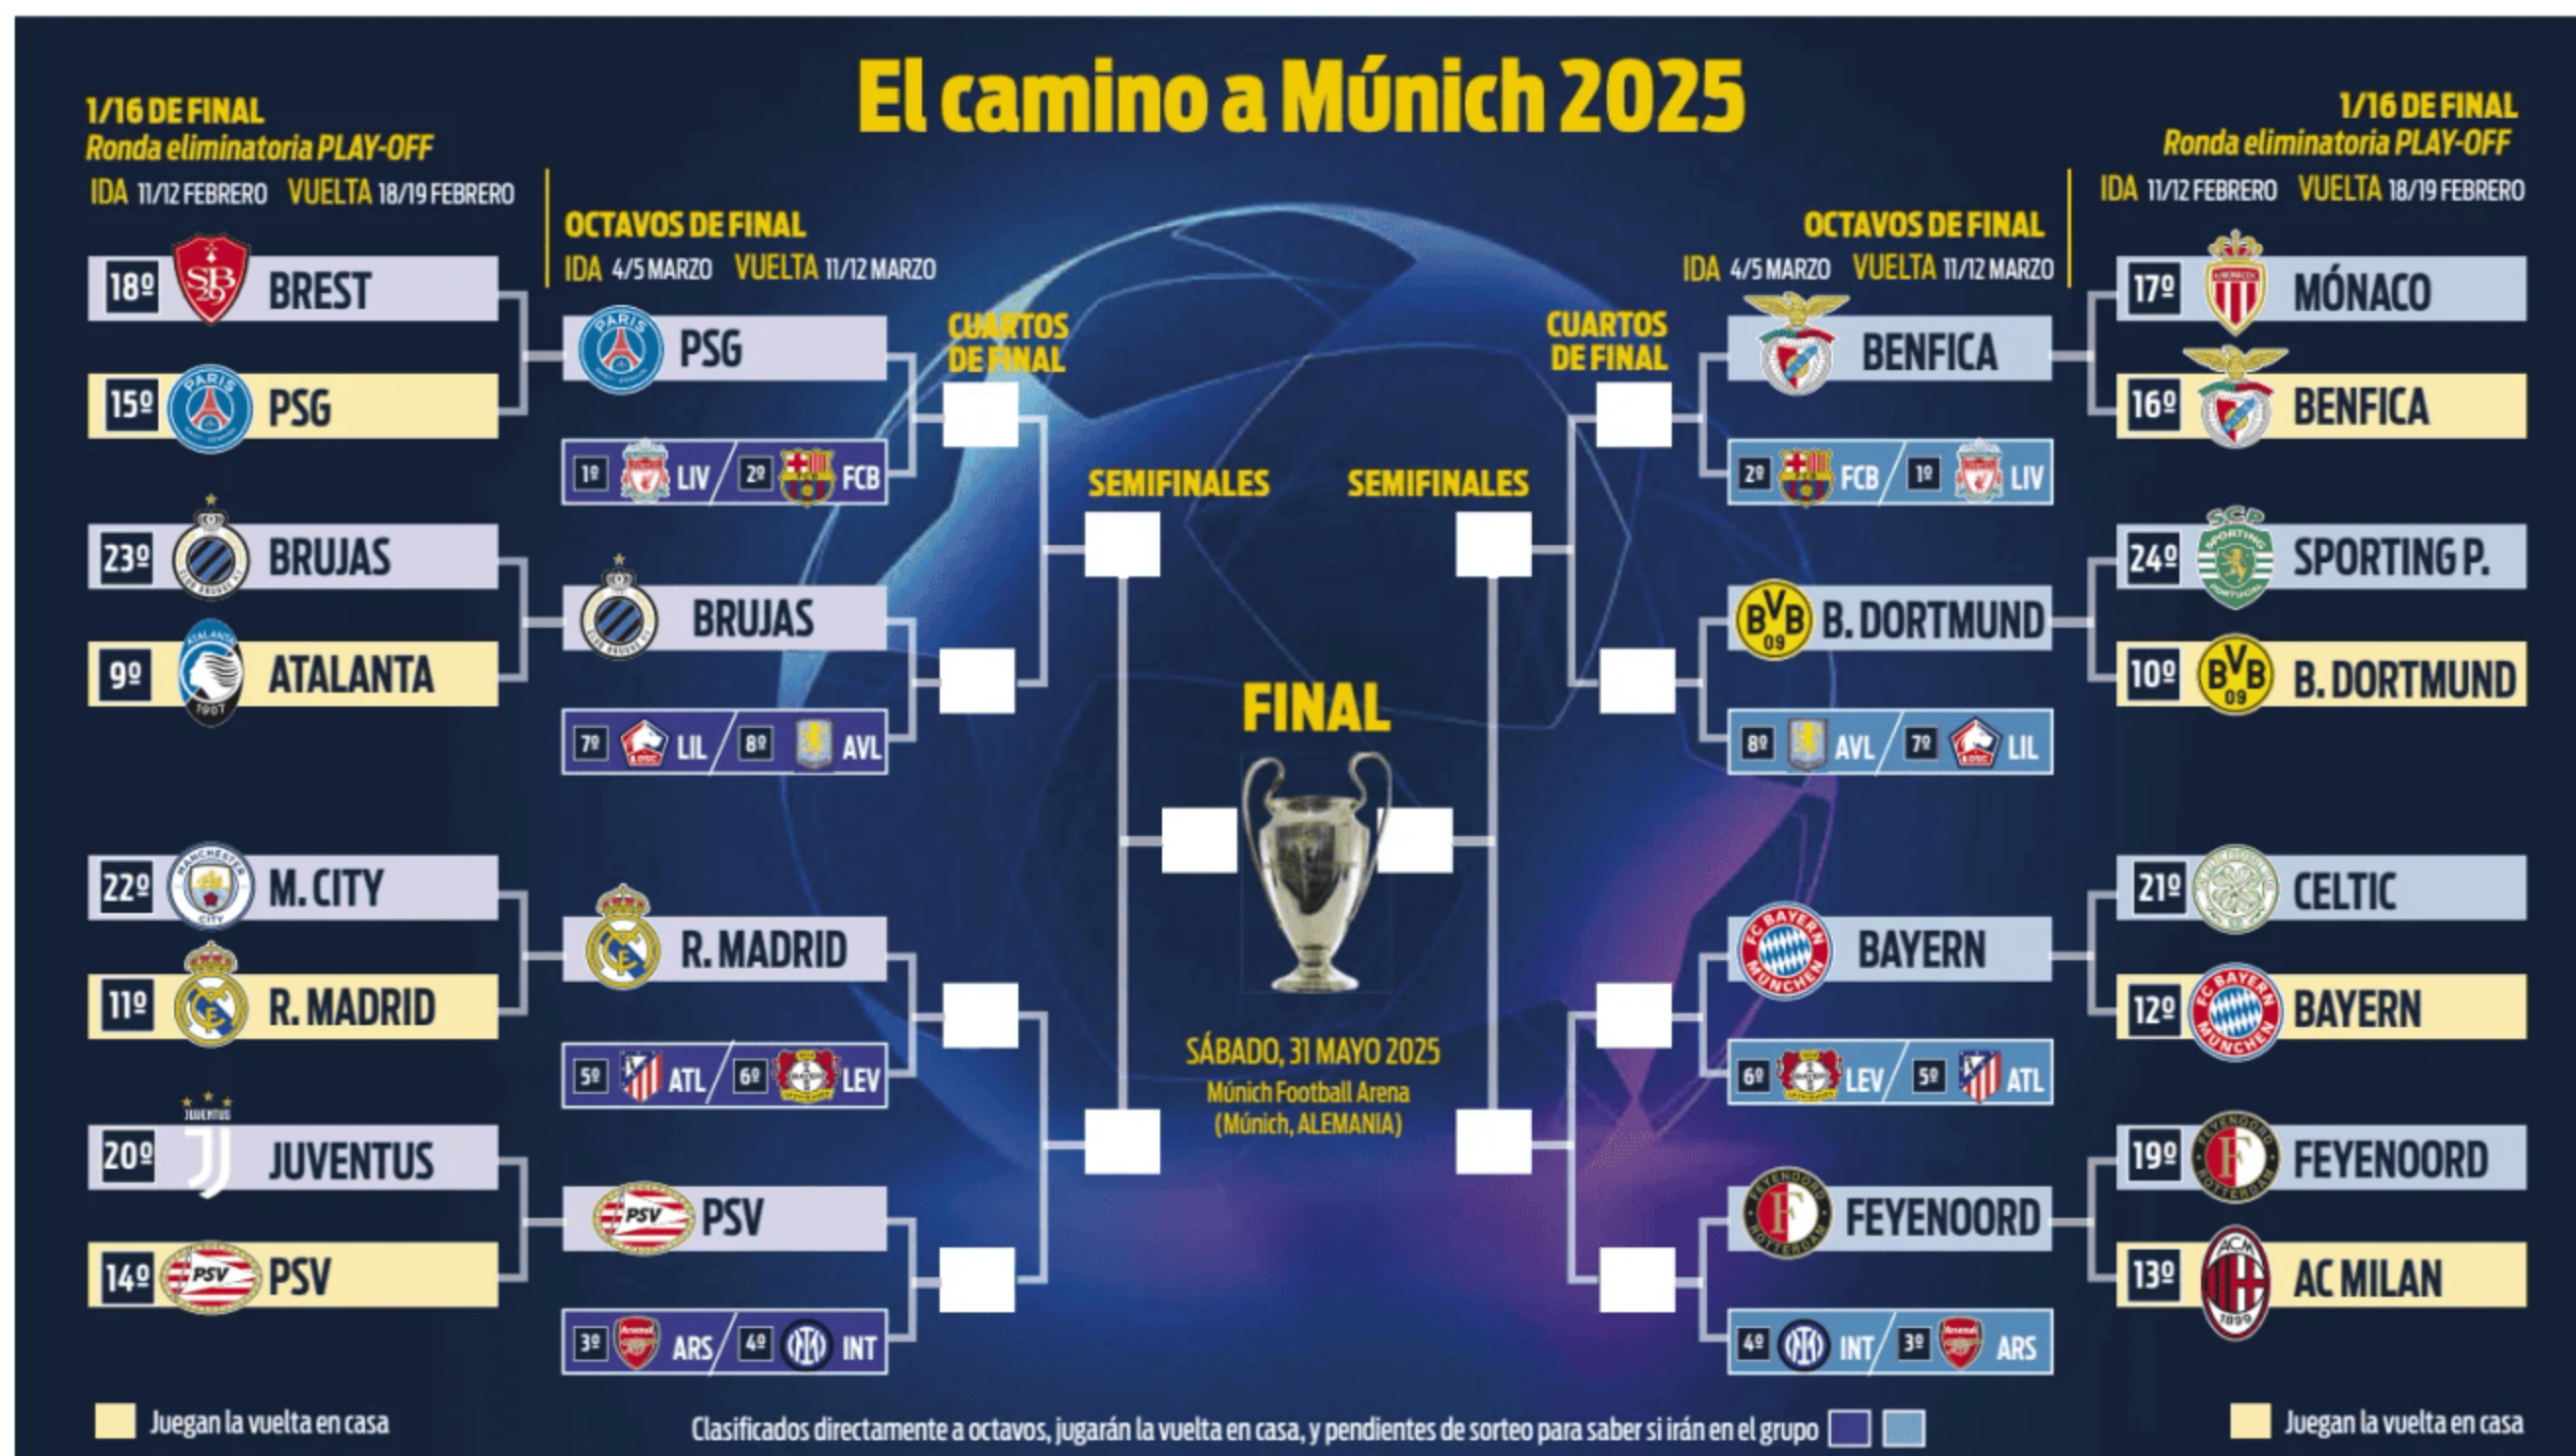 El camino a Múnich 2025
1/16 DE FINAL
Ronda eliminatoria PLAY-OFF
IDA 11/12 FEBRERO VUELTA 18/19 FEBRERO
18º BREST
15º PSG
23º BRUJAS
9º ATALANTA
22º M. CITY
11º R. MADRID
20º JUVENTUS
14º PSV
OCTAVOS DE FINAL
IDA 4/5 MARZO VUELTA 11/12 MARZO
PSG
1º LIV / 2º FCB
BRUJAS
7º LIL / 8º AVL
R. MADRID
5º ATL / 6º LEV
PSV
3º ARS / 4º INT
CUARTOS
DE FINAL
SEMIFINALES
FINAL
SÁBADO, 31 MAYO 2025
Múnich Football Arena
(Múnich, ALEMANIA)
SEMIFINALES
CUARTOS
DE FINAL
OCTAVOS DE FINAL
IDA 4/5 MARZO VUELTA 11/12 MARZO
BENFICA
2º FCB / 1º LIV
B. DORTMUND
8º AVL / 7º LIL
BAYERN
6º LEV / 5º ATL
FEYENOORD
4º INT / 3º ARS
1/16 DE FINAL
Ronda eliminatoria PLAY-OFF
IDA 11/12 FEBRERO VUELTA 18/19 FEBRERO
17º MÓNACO
16º BENFICA
24º SPORTING P.
10º B. DORTMUND
21º CELTIC
12º BAYERN
19º FEYENOORD
13º AC MILAN
Juegan la vuelta en casa
Clasificados directamente a octavos, jugarán la vuelta en casa, y pendientes de sorteo para saber si irán en el grupo
Juegan la vuelta en casa